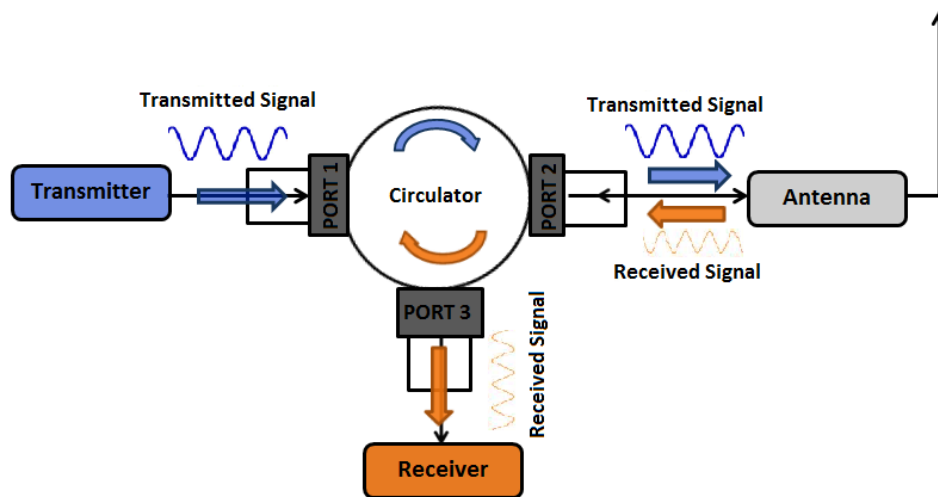 Transmitted Signal
Transmitted Signal
Transmitter
PORT 1
Circulator
PORT 2
Antenna
Received Signal
PORT 3
Received Signal
Receiver